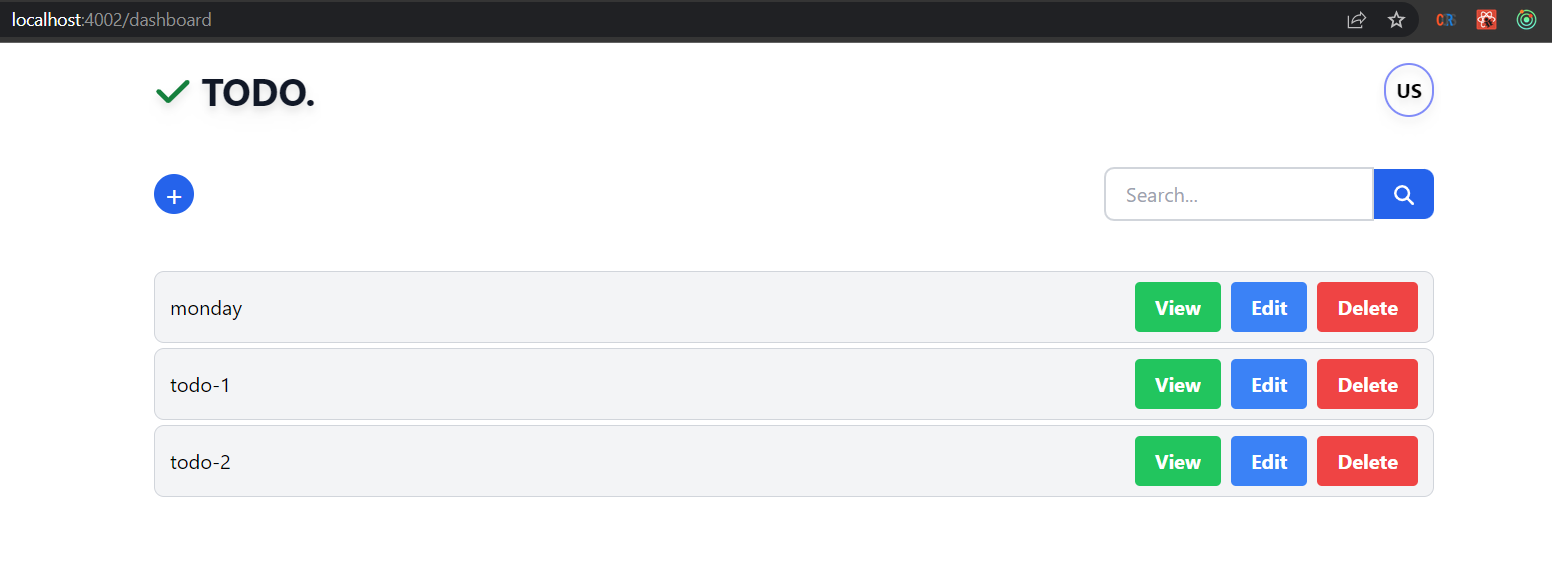 localhost:4002/dashboard
TODO.
US
+
Search...
monday View Edit Delete
todo-1 View Edit Delete
todo-2 View Edit Delete